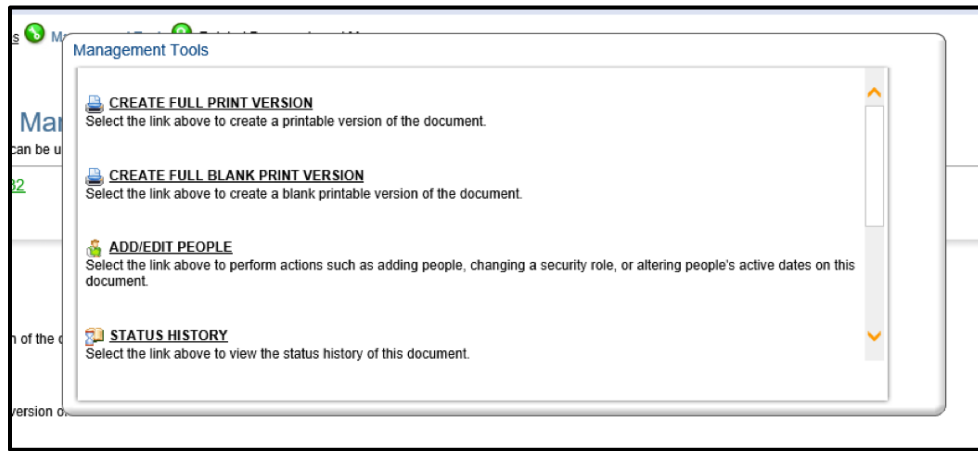 Management Tools
CREATE FULL PRINT VERSION
Select the link above to create a printable version of the document.
Mar
can be u
CREATE FULL BLANK PRINT VERSION
32
Select the link above to create a blank printable version of the document.
ADD/EDIT PEOPLE
Select the link above to perform actions such as adding people, changing a security role, or altering people's active dates on this
document.
n of the
STATUS HISTORY
Select the link above to view the status history of this document.
version o